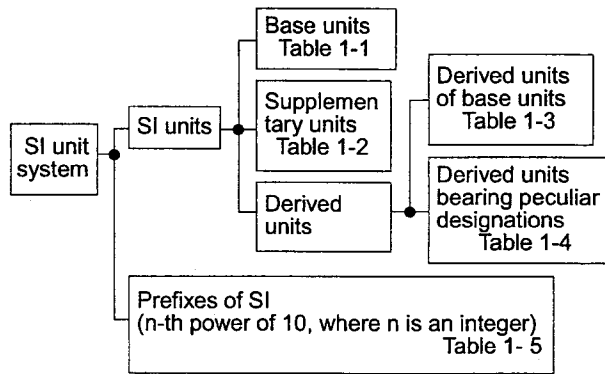 SI unit
system
SI units
Base units
Table 1-1
Supplemen
tary units
Table 1-2
Derived
units
Derived units
of base units
Table 1-3
Derived units
bearing peculiar
designations
Table 1-4
Prefixes of SI
(n-th power of 10, where n is an integer)
Table 1- 5